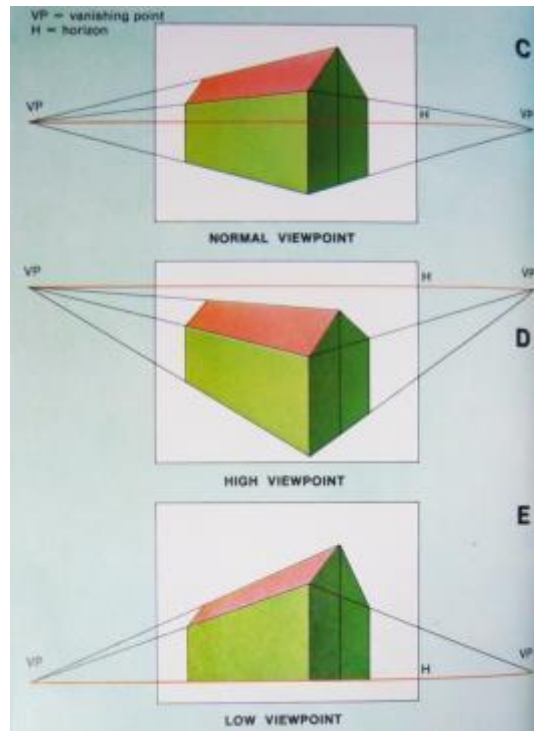 VP = vanishing point
H = horizon
C
VP
H
VP
NORMAL VIEWPOINT
VP
H
VP
D
HIGH VIEWPOINT
E
VP
H
VP
LOW VIEWPOINT